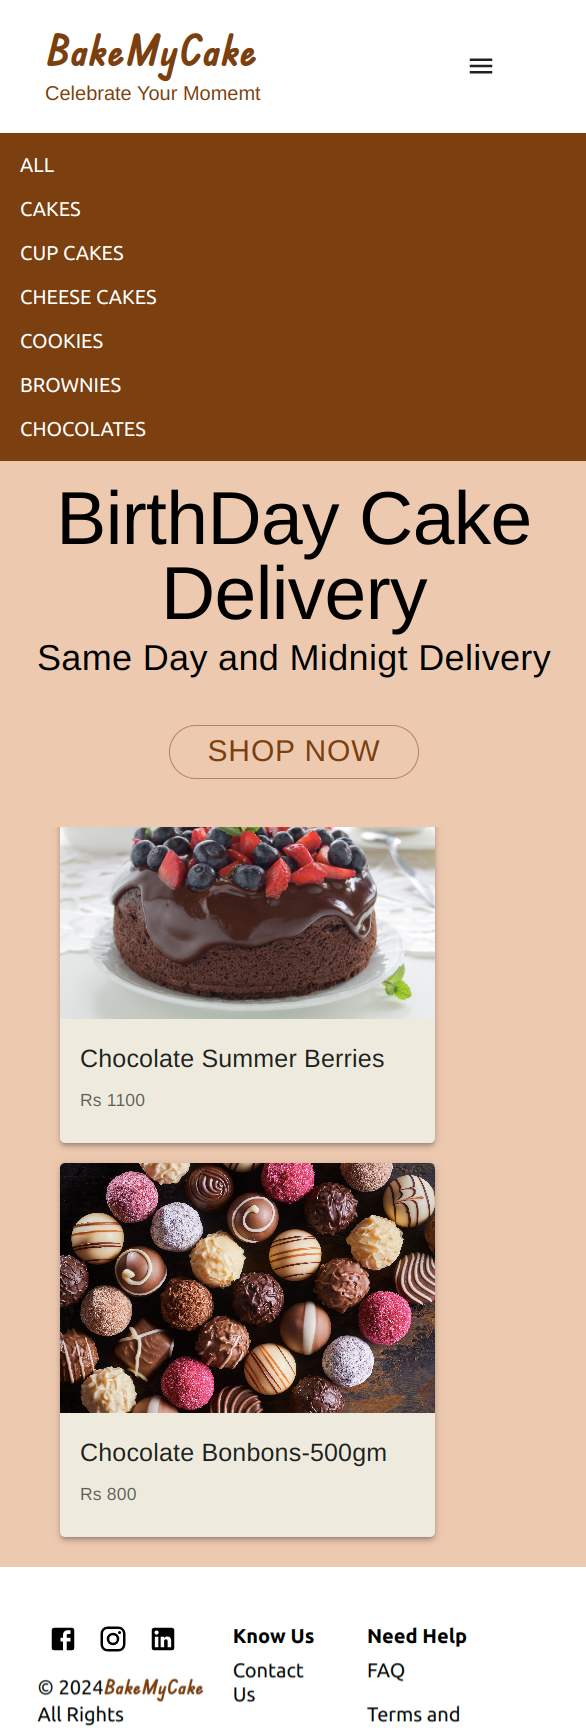 BakeMyCake
Celebrate Your Momemt
ALL
CAKES
CUP CAKES
CHEESE CAKES
COOKIES
BROWNIES
CHOCOLATES
BirthDay Cake
Delivery
Same Day and Midnigt Delivery
SHOP NOW
Chocolate Summer Berries
Rs 1100
Chocolate Bonbons-500gm
Rs 800
© 2024BakeMyCake
All Rights
Know Us
Contact
Us
Need Help
FAQ
Terms and